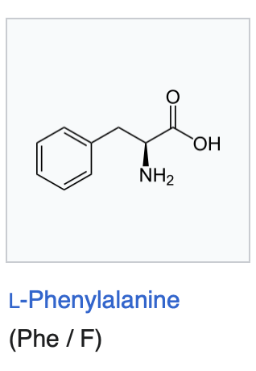 O
OH
NH₂
L-Phenylalanine
(Phe / F)